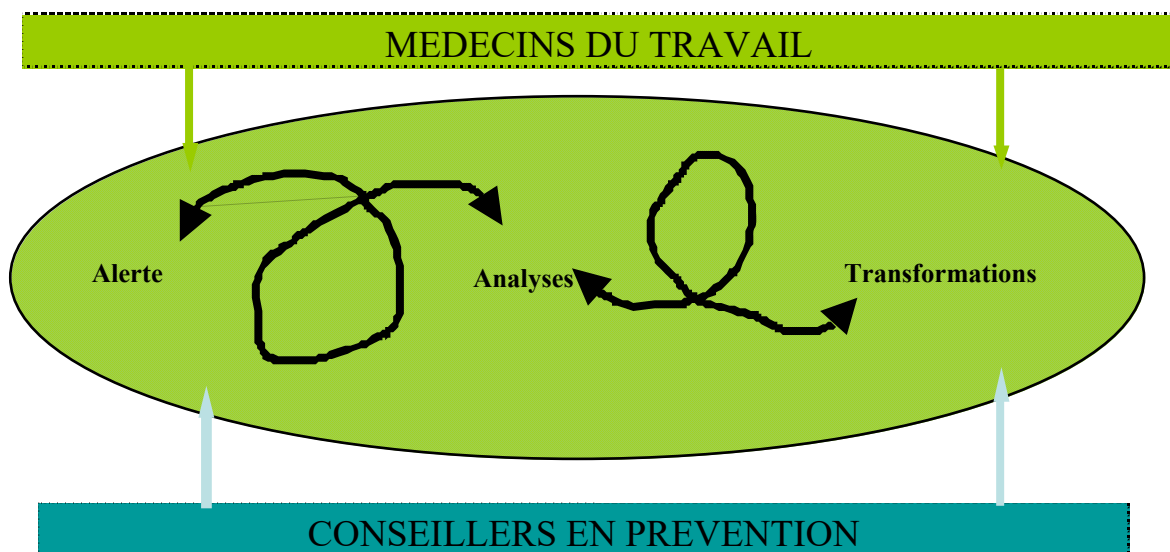 MEDECINS DU TRAVAIL
Alerte
Analyses
Transformations
CONSEILLERS EN PREVENTION